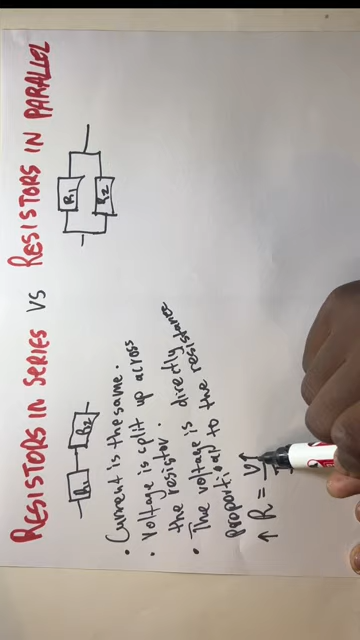 RESISTORS IN SERIES VS RESISTORS IN PARALLEL
R1
R2
R1
R2
• Current is the same.
• Voltage is split up across
the resistor.
• The voltage is directly
proportional to the resistance
↑ R = V↑